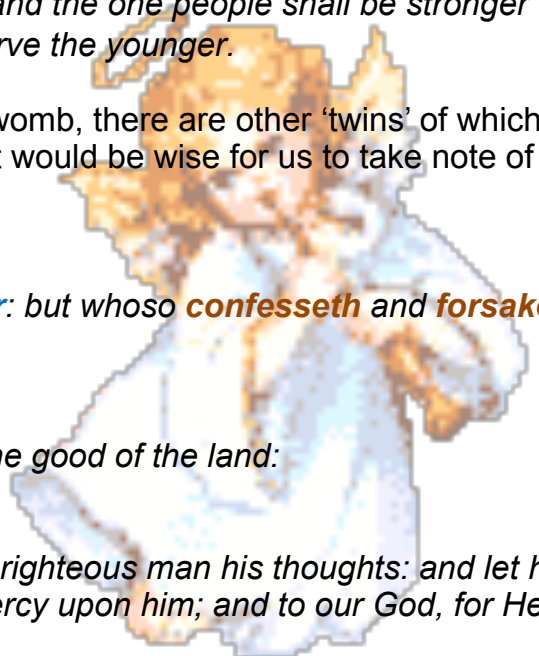 and the one people shall be stronger
rve the younger.
womb, there are other ‘twins’ of which
t would be wise for us to take note of
r: but whoso confesseth and forsak
he good of the land:
righteous man his thoughts: and let h
ercy upon him; and to our God, for He